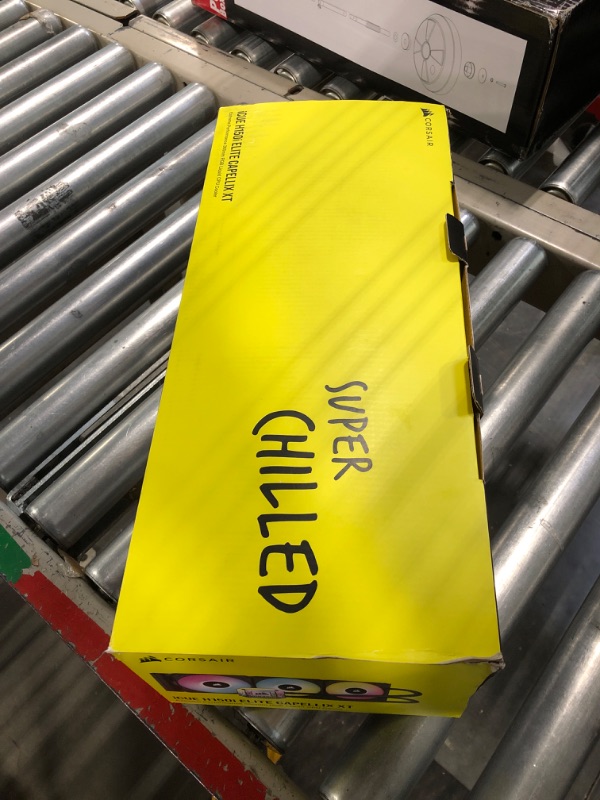 CORSAIR
iCUE H150i ELITE CAPELLIX XT
SUPER
CHILLED
CORSAIR
iCUE H150i ELITE CAPELLIX XT